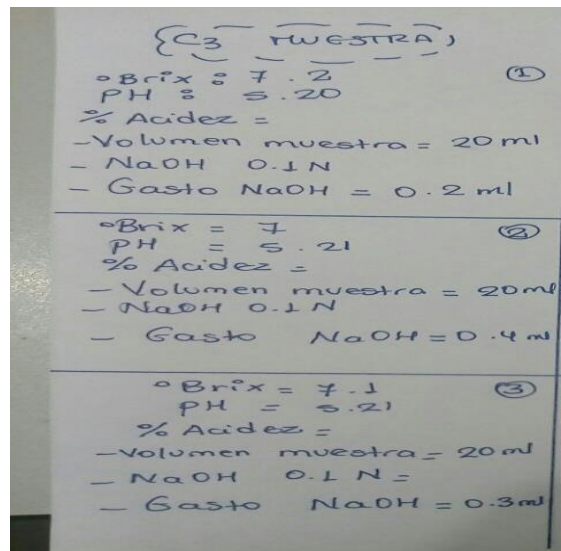 {C3 MUESTRA}
°Brix : 7.2 ①
PH : 5.20
% Acidez =
- Volumen muestra = 20 ml
- NaOH 0.1 N
- Gasto NaOH = 0.2 ml
°Brix = 7 ②
PH = 5.21
% Acidez =
- Volumen muestra = 20 ml
- NaOH 0.1 N
- Gasto NaOH = 0.4 ml
°Brix = 7.1 ③
PH = 5.21
% Acidez =
- Volumen muestra = 20 ml
- NaOH 0.1 N =
- Gasto NaOH = 0.3 ml